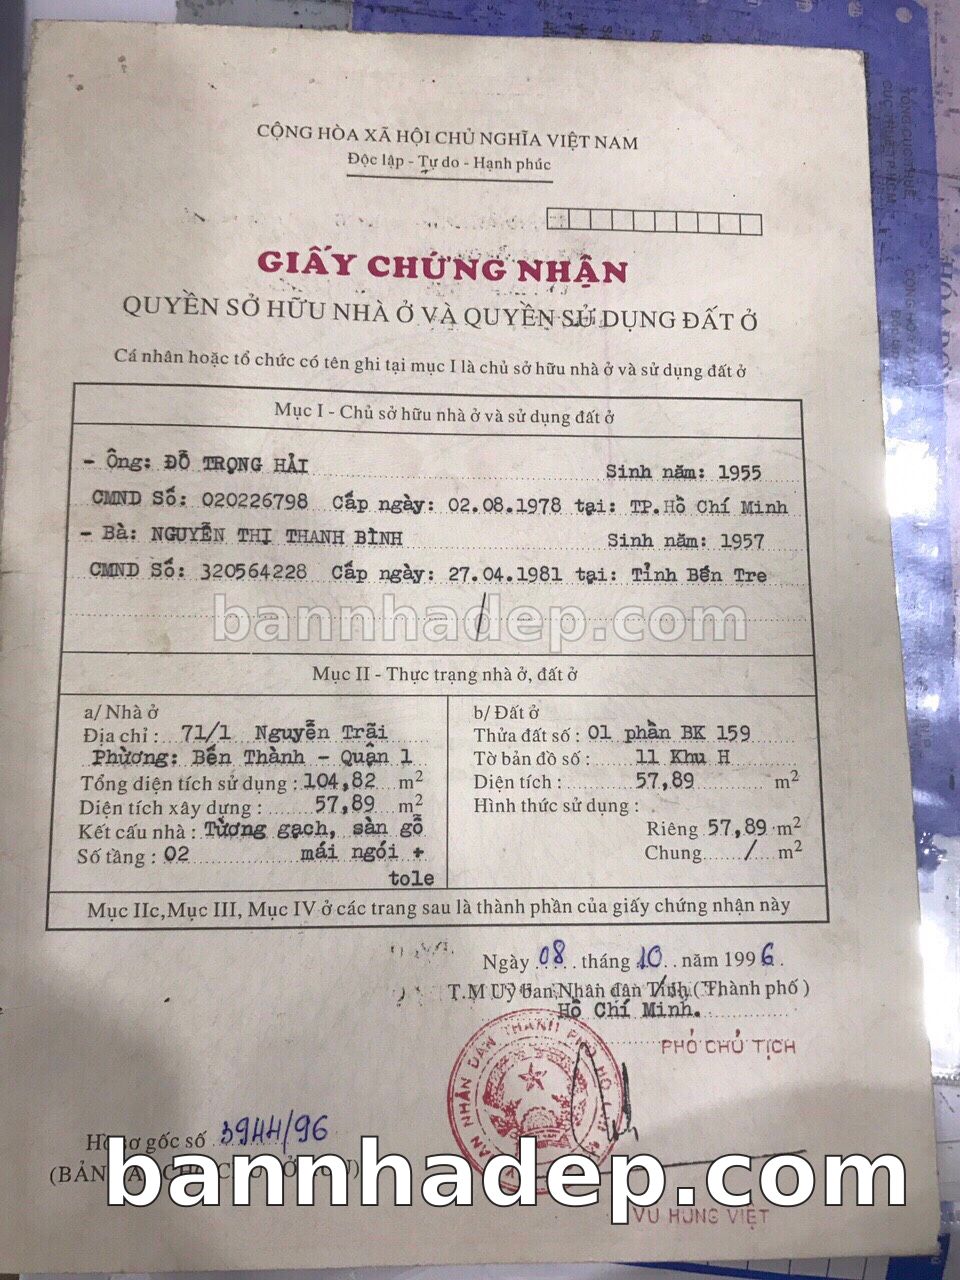 CỘNG HÒA XÃ HỘI CHỦ NGHĨA VIỆT NAM
Độc lập - Tự do - Hạnh phúc
GIẤY CHỨNG NHẬN
QUYỀN SỞ HỮU NHÀ Ở VÀ QUYỀN SỬ DỤNG ĐẤT Ở
Cá nhân hoặc tổ chức có tên ghi tại mục I là chủ sở hữu nhà ở và sử dụng đất ở
Mục I - Chủ sở hữu nhà ở và sử dụng đất ở
- Ông: ĐỖ TRỌNG HẢI Sinh năm: 1955
CMND Số: 020226798 Cấp ngày: 02.08.1978 tại: TP.Hồ Chí Minh
- Bà: NGUYỄN THỊ THANH BÌNH Sinh năm: 1957
CMND Số: 320564228 Cấp ngày: 27.04.1981 tại: Tỉnh Bến Tre
bannhadep.com
Mục II - Thực trạng nhà ở, đất ở
a/ Nhà ở
Địa chỉ : 71/1 Nguyễn Trãi
Phường: Bến Thành - Quận 1
Tổng diện tích sử dụng : 104,82 m2
Diện tích xây dựng : 57,89 m2
Kết cấu nhà : Tường gạch, sàn gỗ
Số tầng : 02 mái ngói +
tole
b/ Đất ở
Thửa đất số : 01 phần BK 159
Tờ bản đồ số : 11 Khu H
Diện tích : 57,89 m2
Hình thức sử dụng :
Riêng 57,89 m2
Chung / m2
Mục IIc, Mục III, Mục IV ở các trang sau là thành phần của giấy chứng nhận này
Ngày 08 tháng 10 năm 1996.
T.M Uỷ ban Nhân dân Tỉnh (Thành phố)
Hồ Chí Minh.
PHÓ CHỦ TỊCH
Hồ sơ gốc số 3944/96
bannhadep.com
VŨ HÙNG VIỆT